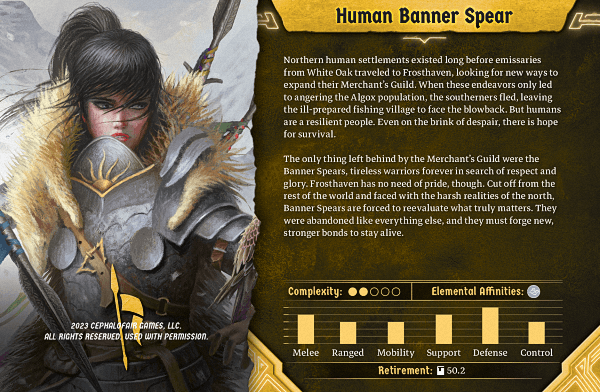 Human Banner Spear
Northern human settlements existed long before emissaries
from White Oak traveled to Frosthaven, looking for new ways to
expand their Merchant's Guild. When these endeavors only led
to angering the Algox population, the southerners fled, leaving
the ill-prepared fishing village to face the blowback. But humans
are a resilient people. Even on the brink of despair, there is hope
for survival.
The only thing left behind by the Merchant's Guild were the
Banner Spears, tireless warriors forever in search of respect and
glory. Frosthaven has no need of pride, though. Cut off from the
rest of the world and faced with the harsh realities of the north,
Banner Spears are forced to reevaluate what truly matters. They
were abandoned like everything else, and they must forge new,
stronger bonds to stay alive.
Complexity: Elemental Affinities:
Melee Ranged Mobility Support Defense Control
Retirement: 50.2
2023 CEPHALOFAIR GAMES, LLC.
ALL RIGHTS RESERVED, USED WITH PERMISSION.